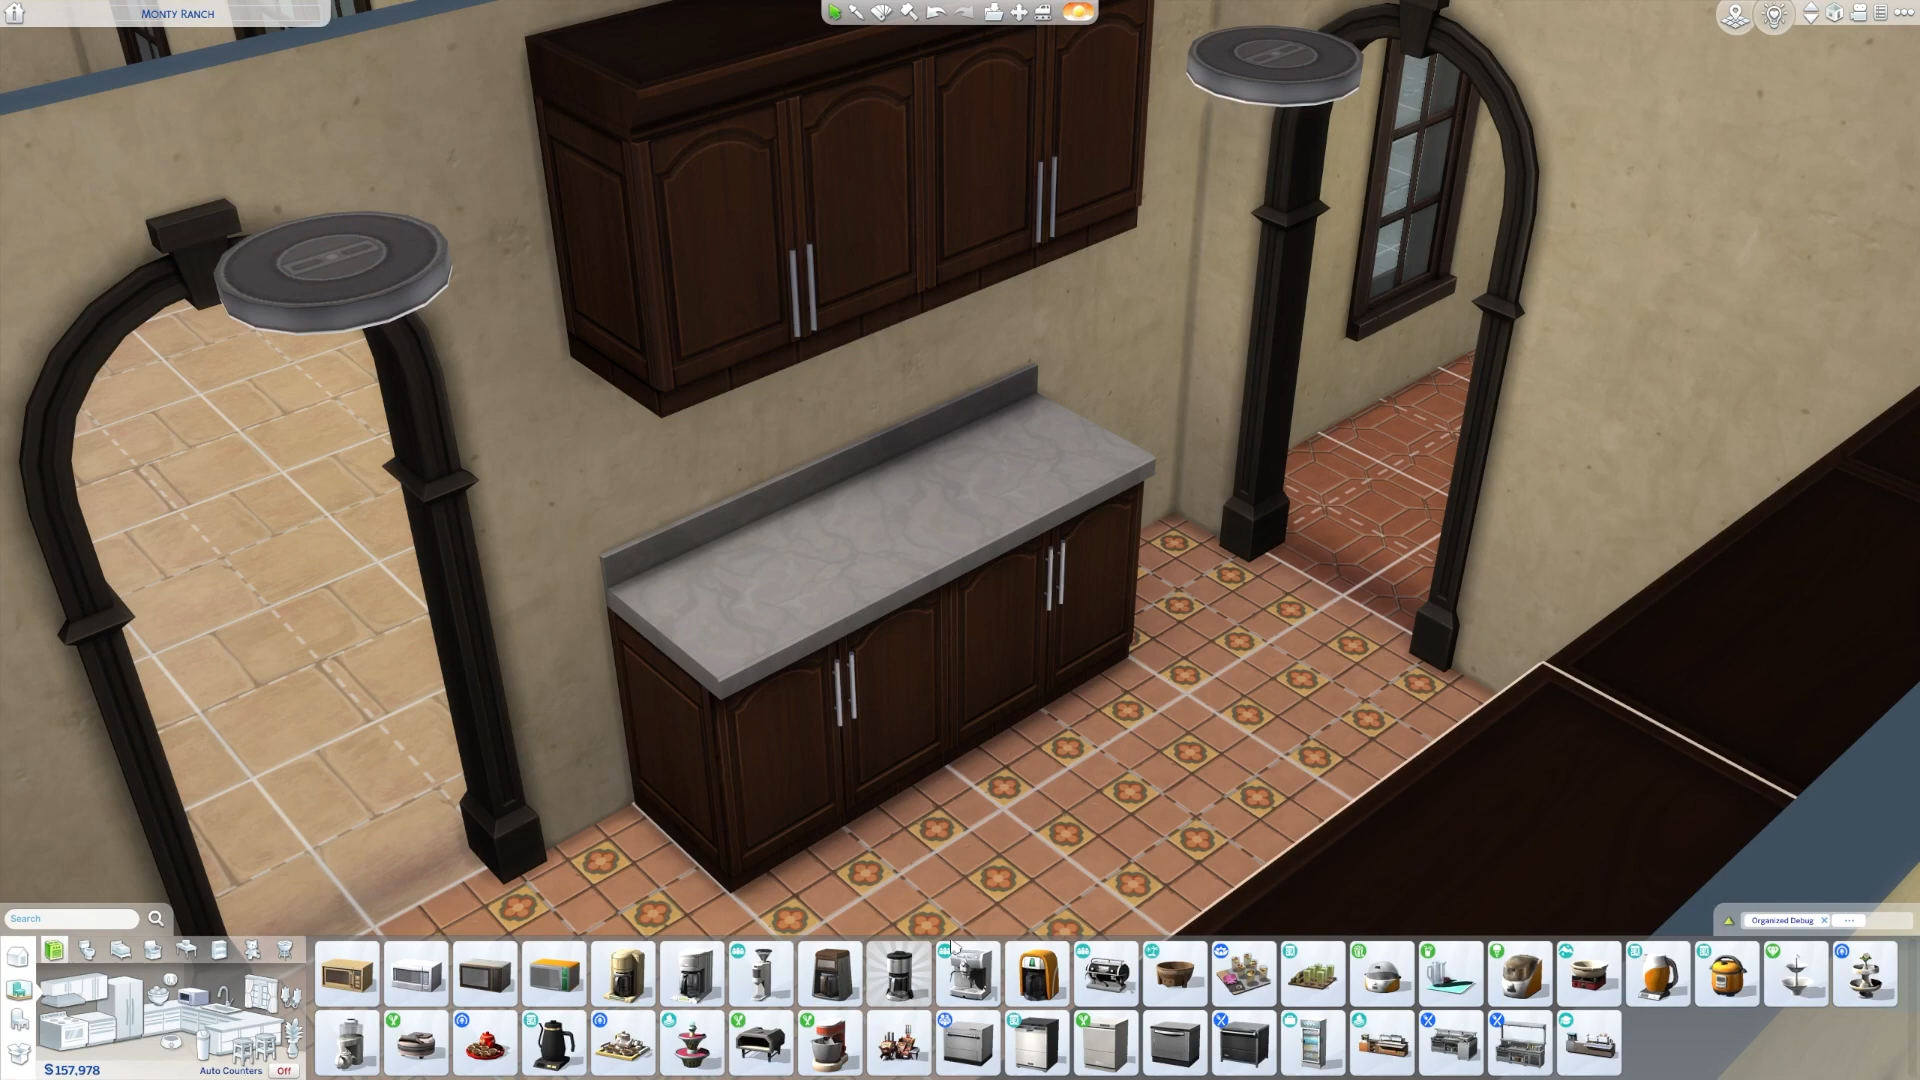 MONTY RANCH
Organized Debug
Search
$157,978
Auto Counters
Off